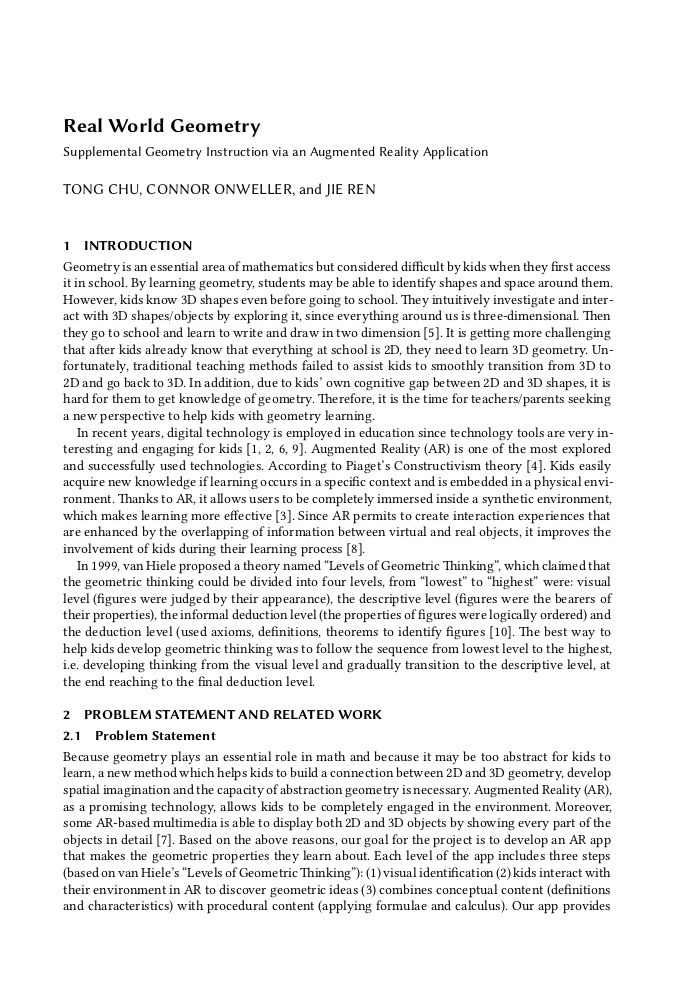 Real World Geometry
Supplemental Geometry Instruction via an Augmented Reality Application
TONG CHU, CONNOR ONWELLER, and JIE REN
1 INTRODUCTION
Geometry is an essential area of mathematics but considered difficult by kids when they first access
it in school. By learning geometry, students may be able to identify shapes and space around them.
However, kids know 3D shapes even before going to school. They intuitively investigate and inter-
act with 3D shapes/objects by exploring it, since everything around us is three-dimensional. Then
they go to school and learn to write and draw in two dimension [5]. It is getting more challenging
that after kids already know that everything at school is 2D, they need to learn 3D geometry. Un-
fortunately, traditional teaching methods failed to assist kids to smoothly transition from 3D to
2D and go back to 3D. In addition, due to kids' own cognitive gap between 2D and 3D shapes, it is
hard for them to get knowledge of geometry. Therefore, it is the time for teachers/parents seeking
a new perspective to help kids with geometry learning.
In recent years, digital technology is employed in education since technology tools are very in-
teresting and engaging for kids [1, 2, 6, 9]. Augmented Reality (AR) is one of the most explored
and successfully used technologies. According to Piaget's Constructivism theory [4]. Kids easily
acquire new knowledge if learning occurs in a specific context and is embedded in a physical envi-
ronment. Thanks to AR, it allows users to be completely immersed inside a synthetic environment,
which makes learning more effective [3]. Since AR permits to create interaction experiences that
are enhanced by the overlapping of information between virtual and real objects, it improves the
involvement of kids during their learning process [8].
In 1999, van Hiele proposed a theory named "Levels of Geometric Thinking", which claimed that
the geometric thinking could be divided into four levels, from "lowest" to "highest" were: visual
level (figures were judged by their appearance), the descriptive level (figures were the bearers of
their properties), the informal deduction level (the properties of figures were logically ordered) and
the deduction level (used axioms, definitions, theorems to identify figures [10]. The best way to
help kids develop geometric thinking was to follow the sequence from lowest level to the highest,
i.e. developing thinking from the visual level and gradually transition to the descriptive level, at
the end reaching to the final deduction level.
2 PROBLEM STATEMENT AND RELATED WORK
2.1 Problem Statement
Because geometry plays an essential role in math and because it may be too abstract for kids to
learn, a new method which helps kids to build a connection between 2D and 3D geometry, develop
spatial imagination and the capacity of abstraction geometry is necessary. Augmented Reality (AR),
as a promising technology, allows kids to be completely engaged in the environment. Moreover,
some AR-based multimedia is able to display both 2D and 3D objects by showing every part of the
objects in detail [7]. Based on the above reasons, our goal for the project is to develop an AR app
that makes the geometric properties they learn about. Each level of the app includes three steps
(based on van Hiele's "Levels of Geometric Thinking"): (1) visual identification (2) kids interact with
their environment in AR to discover geometric ideas (3) combines conceptual content (definitions
and characteristics) with procedural content (applying formulae and calculus). Our app provides